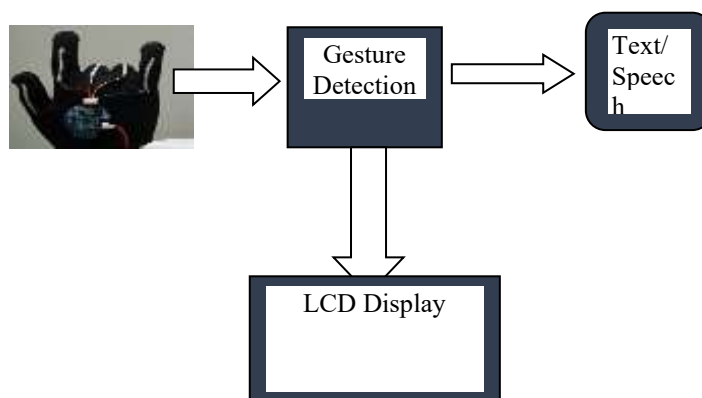 Gesture
Detection
Text/
Speec
h
LCD Display